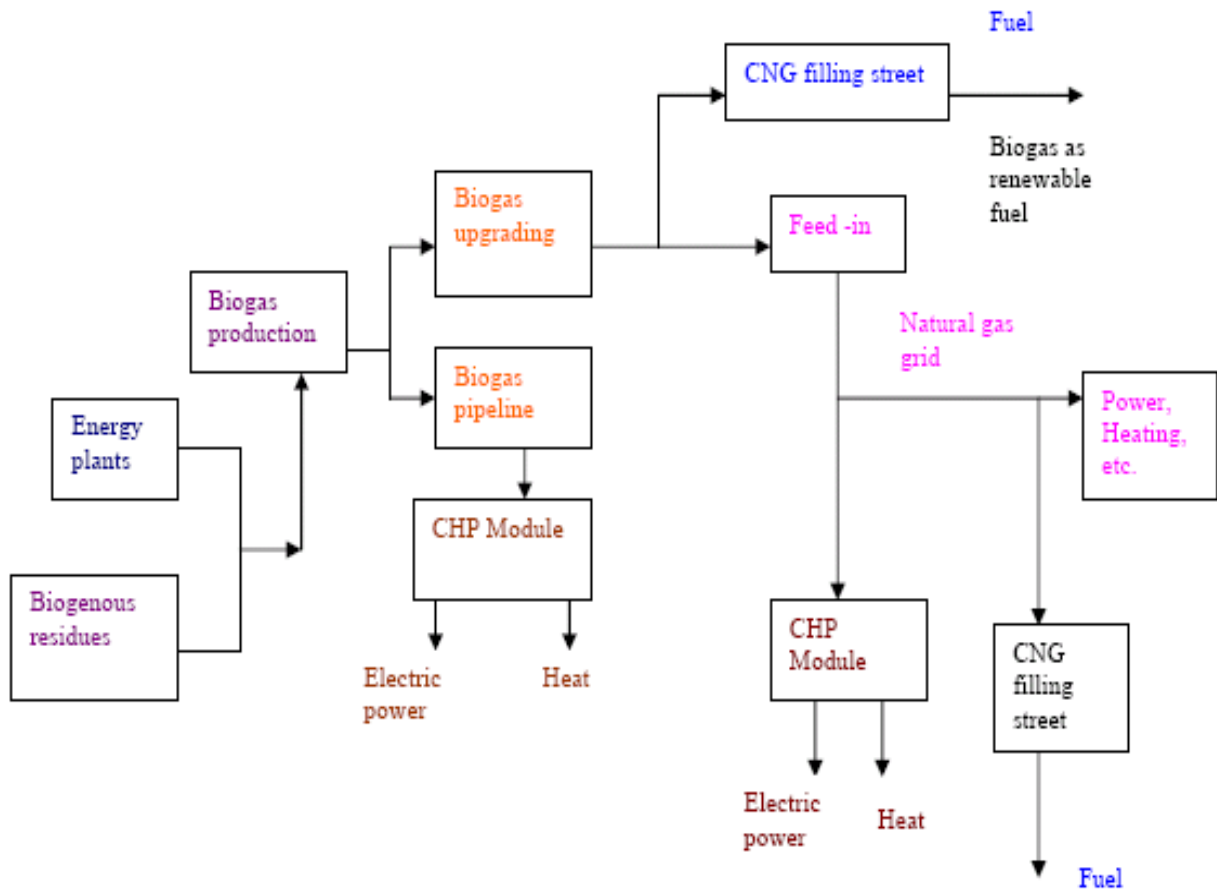 Fuel
CNG filling street
Biogas as
renewable
fuel
Biogas
upgrading
Feed -in
Biogas
production
Natural gas
grid
Biogas
pipeline
Power,
Heating,
etc.
Energy
plants
CHP Module
Biogenous
residues
CHP
Module
CNG
filling
street
Electric
power
Heat
Electric
power
Heat
Fuel